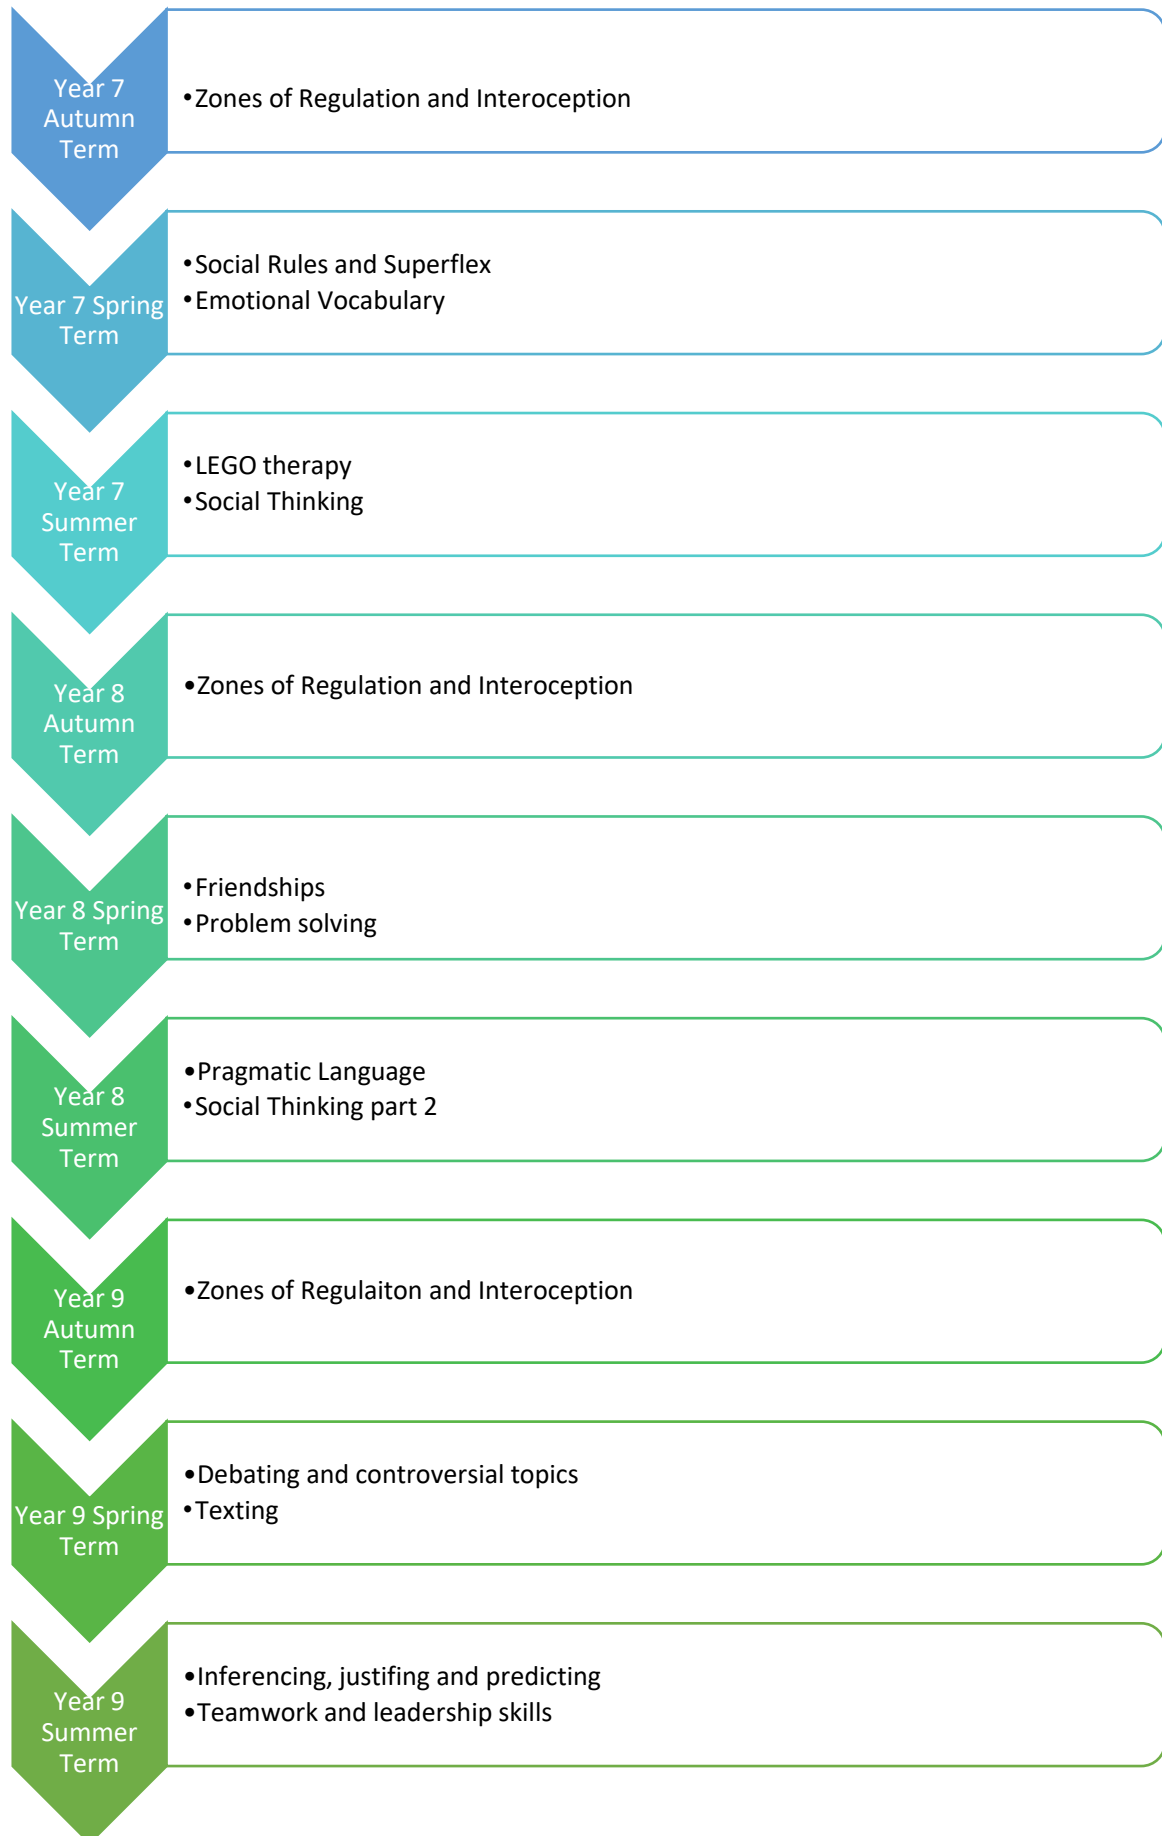 Year 7
Autumn
Term
•Zones of Regulation and Interoception
Year 7 Spring
Term
•Social Rules and Superflex
•Emotional Vocabulary
Year 7
Summer
Term
•LEGO therapy
•Social Thinking
Year 8
Autumn
Term
•Zones of Regulation and Interoception
Year 8 Spring
Term
•Friendships
•Problem solving
Year 8
Summer
Term
•Pragmatic Language
•Social Thinking part 2
Year 9
Autumn
Term
•Zones of Regulaiton and Interoception
Year 9 Spring
Term
•Debating and controversial topics
•Texting
Year 9
Summer
Term
•Inferencing, justifing and predicting
•Teamwork and leadership skills